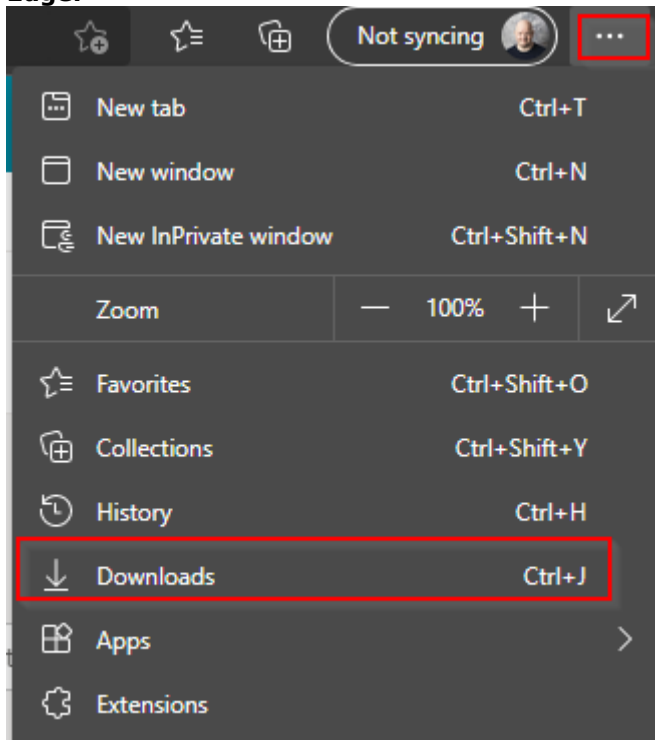 Not syncing
New tab Ctrl+T
New window Ctrl+N
New InPrivate window Ctrl+Shift+N
Zoom — 100% +
Favorites Ctrl+Shift+O
Collections Ctrl+Shift+Y
History Ctrl+H
Downloads Ctrl+J
Apps
Extensions